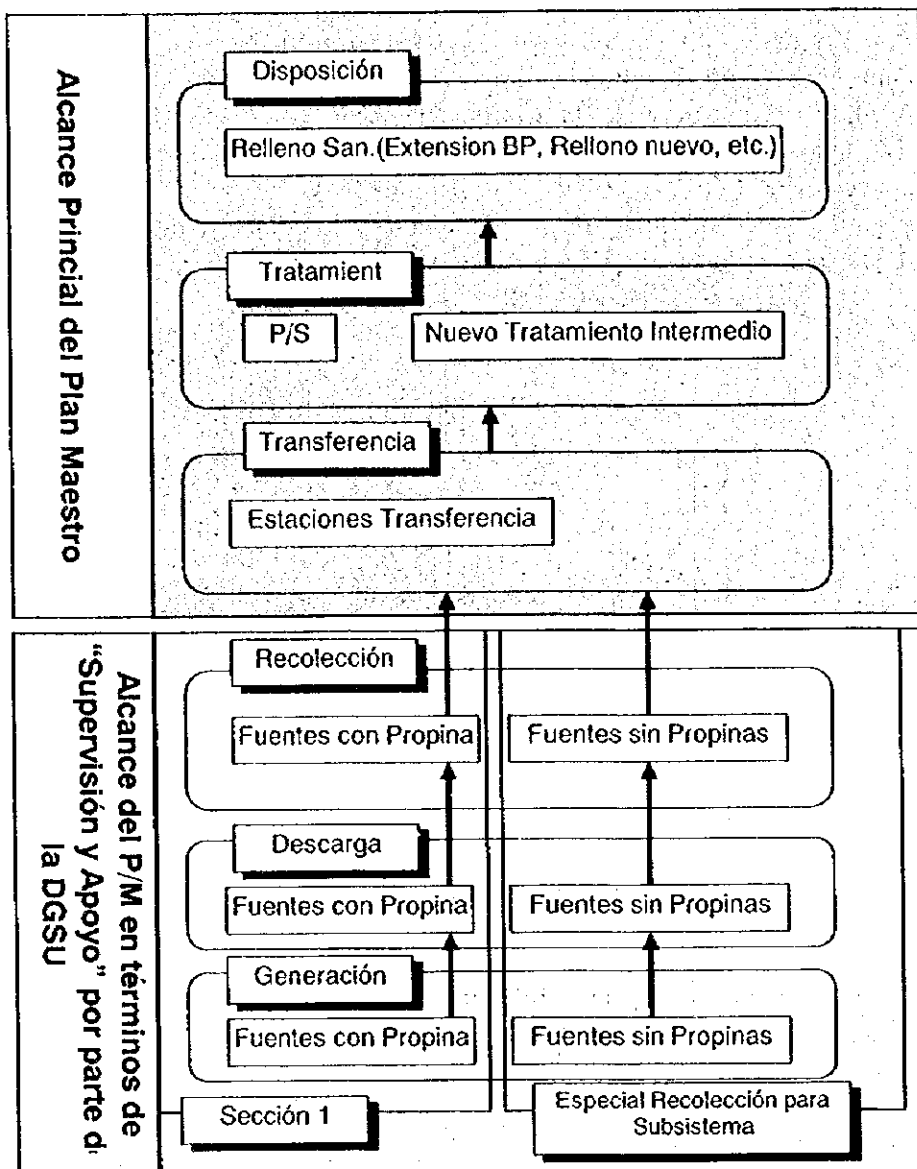 Alcance Princial del Plan Maestro
Disposición
Relleno San.(Extension BP, Rellono nuevo, etc.)
Tratamient
P/S
Nuevo Tratamiento Intermedio
Transferencia
Estaciones Transferencia
Alcance del P/M en términos de
“Supervisión y Apoyo” por parte d
la DGSU
Recolección
Fuentes con Propina
Fuentes sin Propinas
Descarga
Fuentes con Propina
Fuentes sin Propinas
Generación
Fuentes con Propina
Fuentes sin Propinas
Sección 1
Especial Recolección para
Subsistema